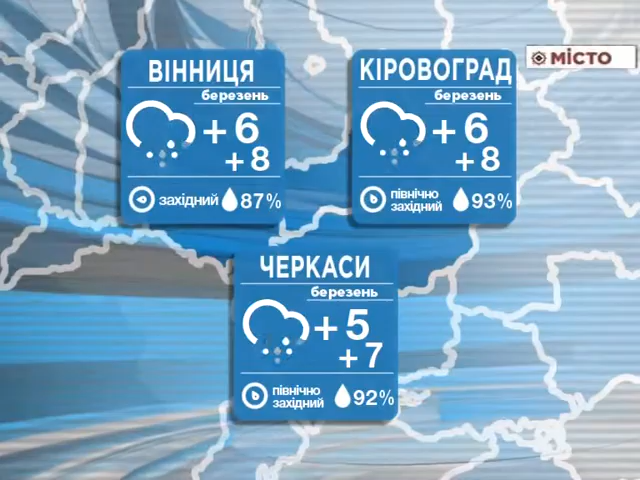 МІСТО
ВІННИЦЯ
березень
+6
+8
західний 87%
КІРОВОГРАД
березень
+6
+8
північно
західний 93%
ЧЕРКАСИ
березень
+5
+7
північно
західний 92%